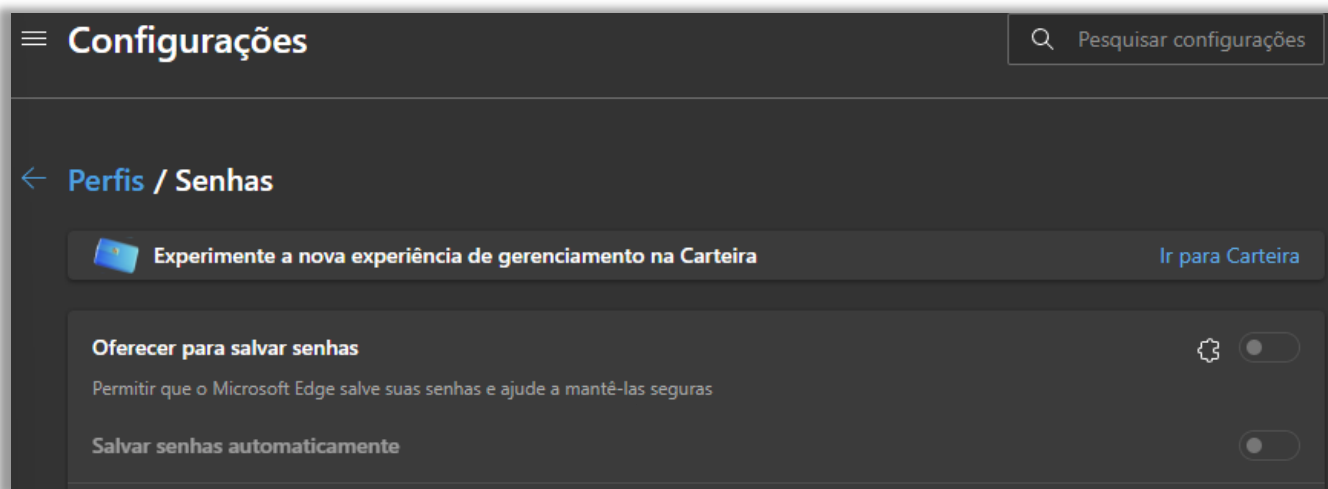 Configurações
Pesquisar configurações
Perfis / Senhas
Experimente a nova experiência de gerenciamento na Carteira
Ir para Carteira
Oferecer para salvar senhas
Permitir que o Microsoft Edge salve suas senhas e ajude a mantê-las seguras
Salvar senhas automaticamente